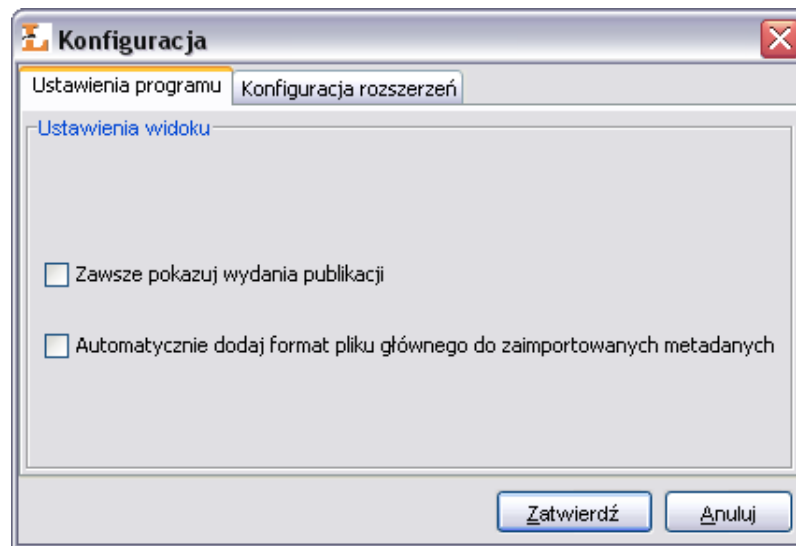 Konfiguracja
Ustawienia programu Konfiguracja rozszerzeń
Ustawienia widoku
Zawsze pokazuj wydania publikacji
Automatycznie dodaj format pliku głównego do zaimportowanych metadanych
Zatwierdź Anuluj